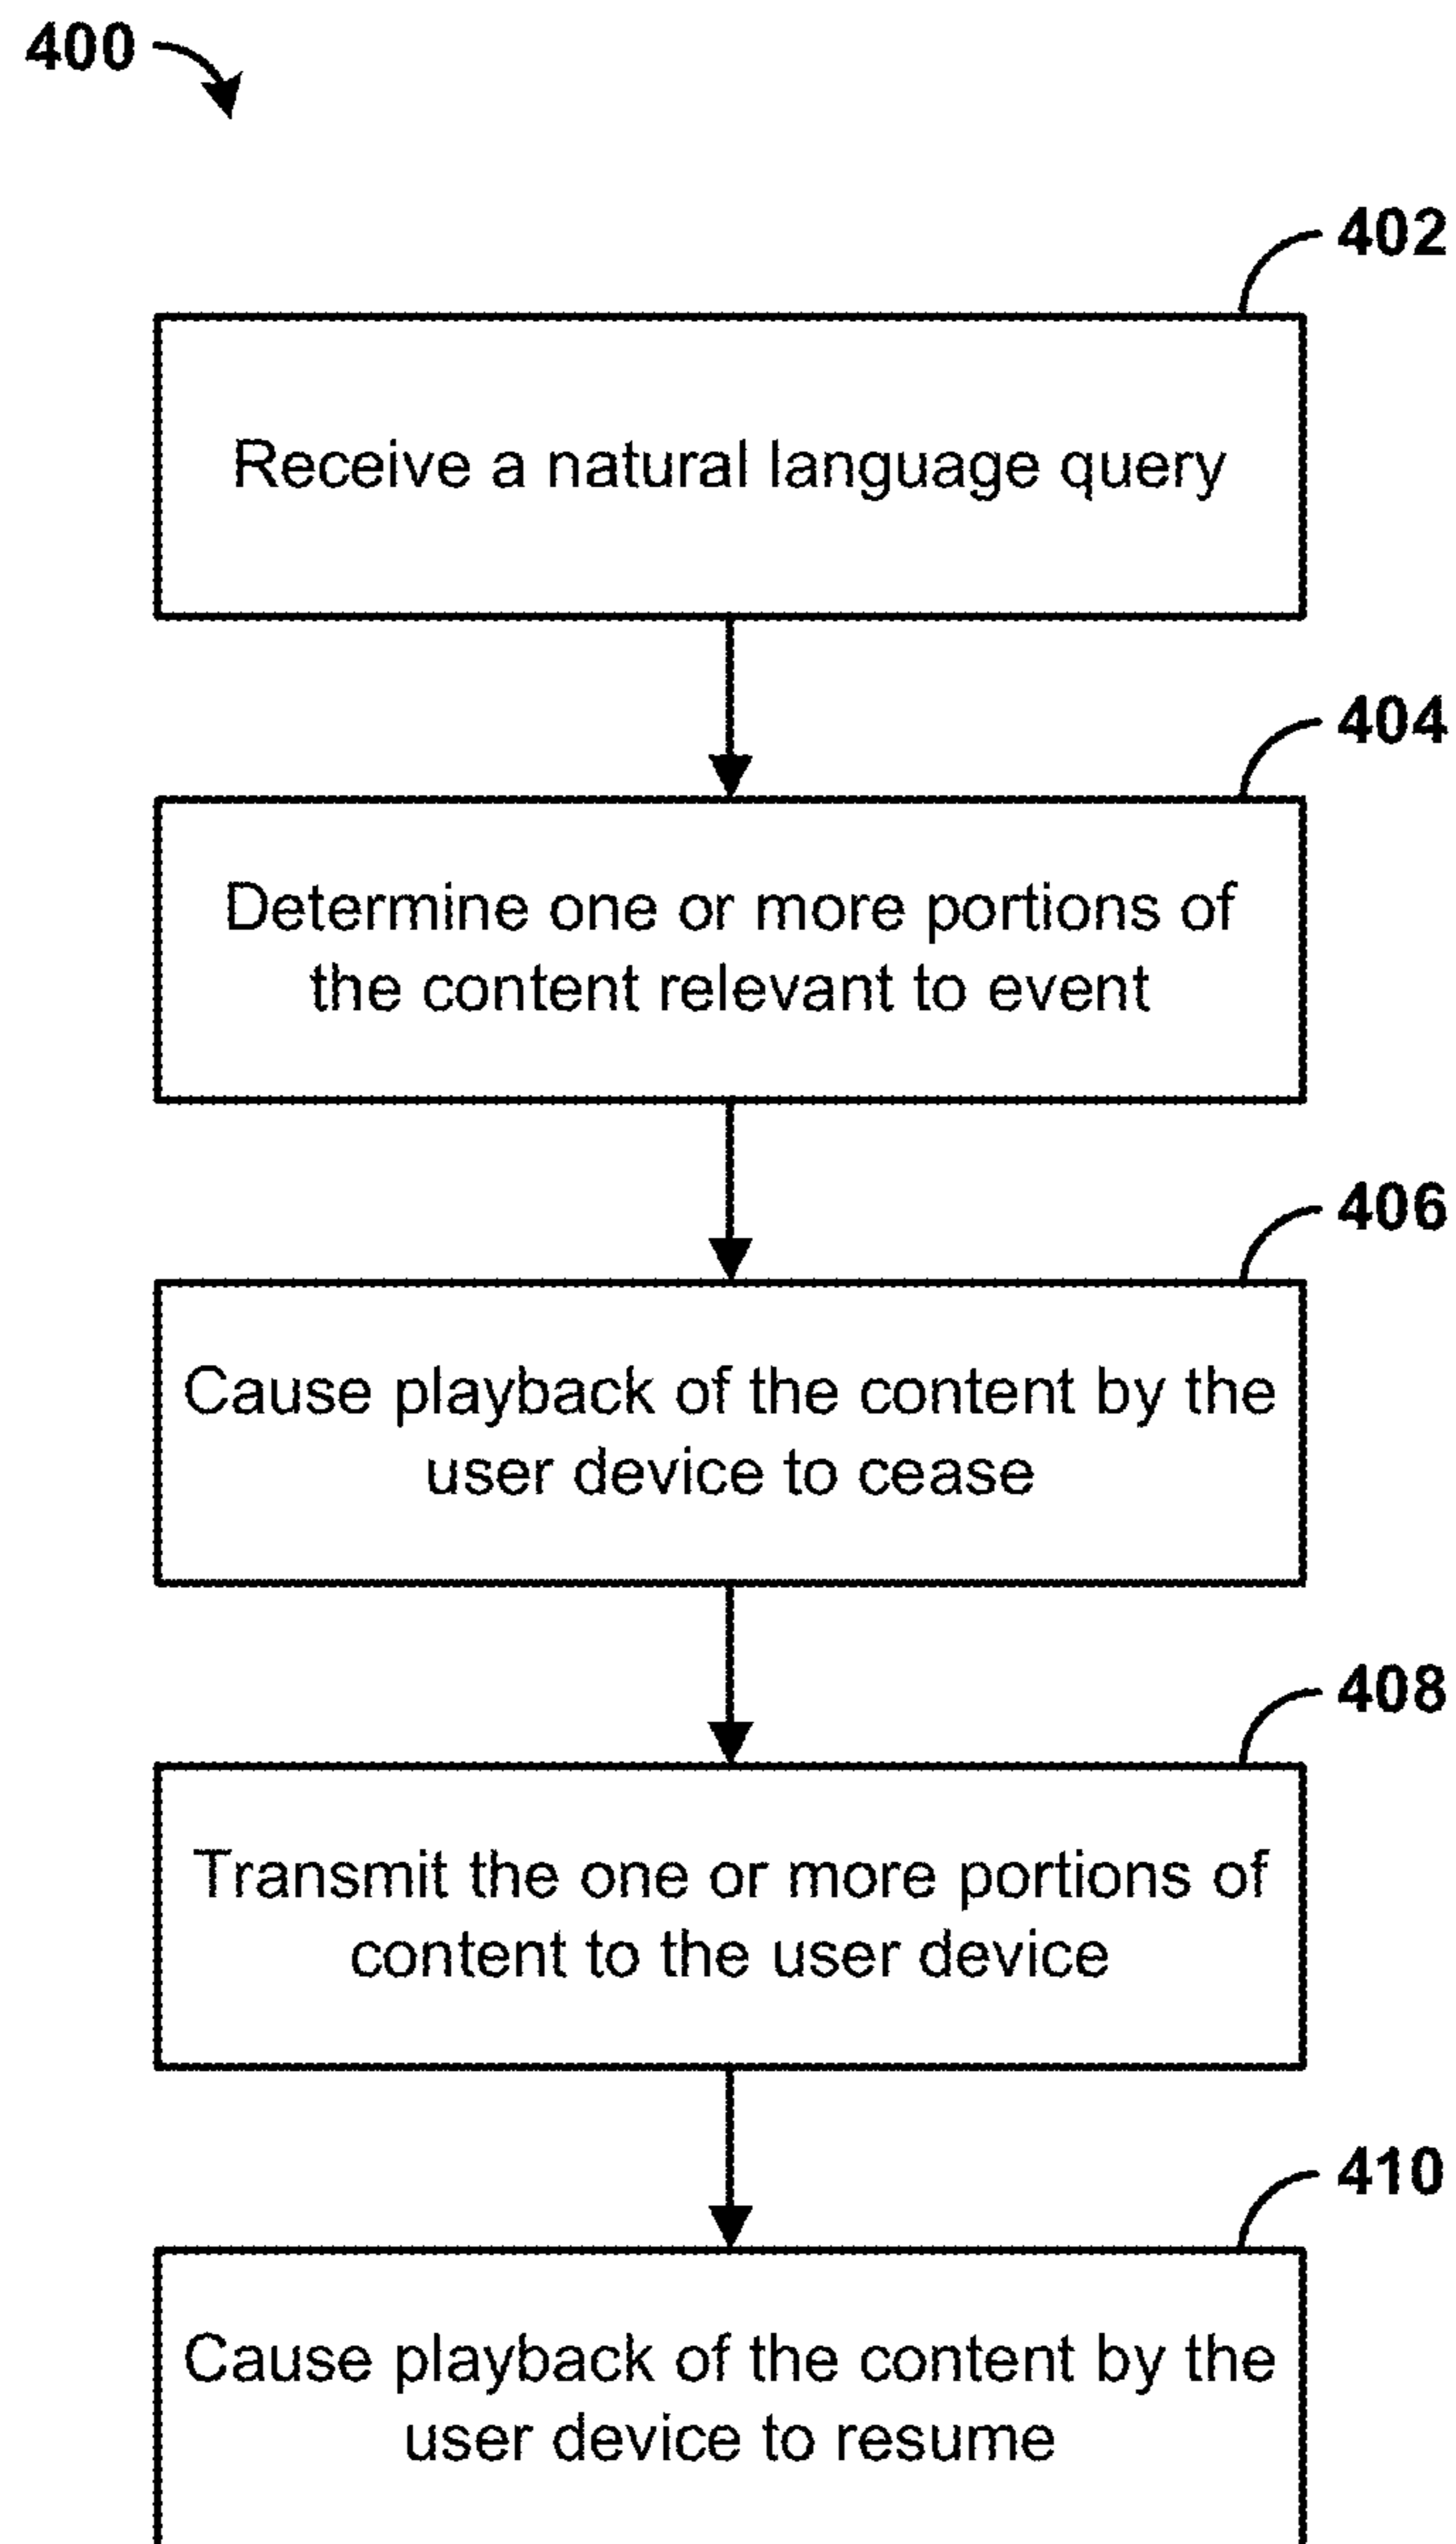 400
402
Receive a natural language query
404
Determine one or more portions of
the content relevant to event
406
Cause playback of the content by the
user device to cease
408
Transmit the one or more portions of
content to the user device
410
Cause playback of the content by the
user device to resume